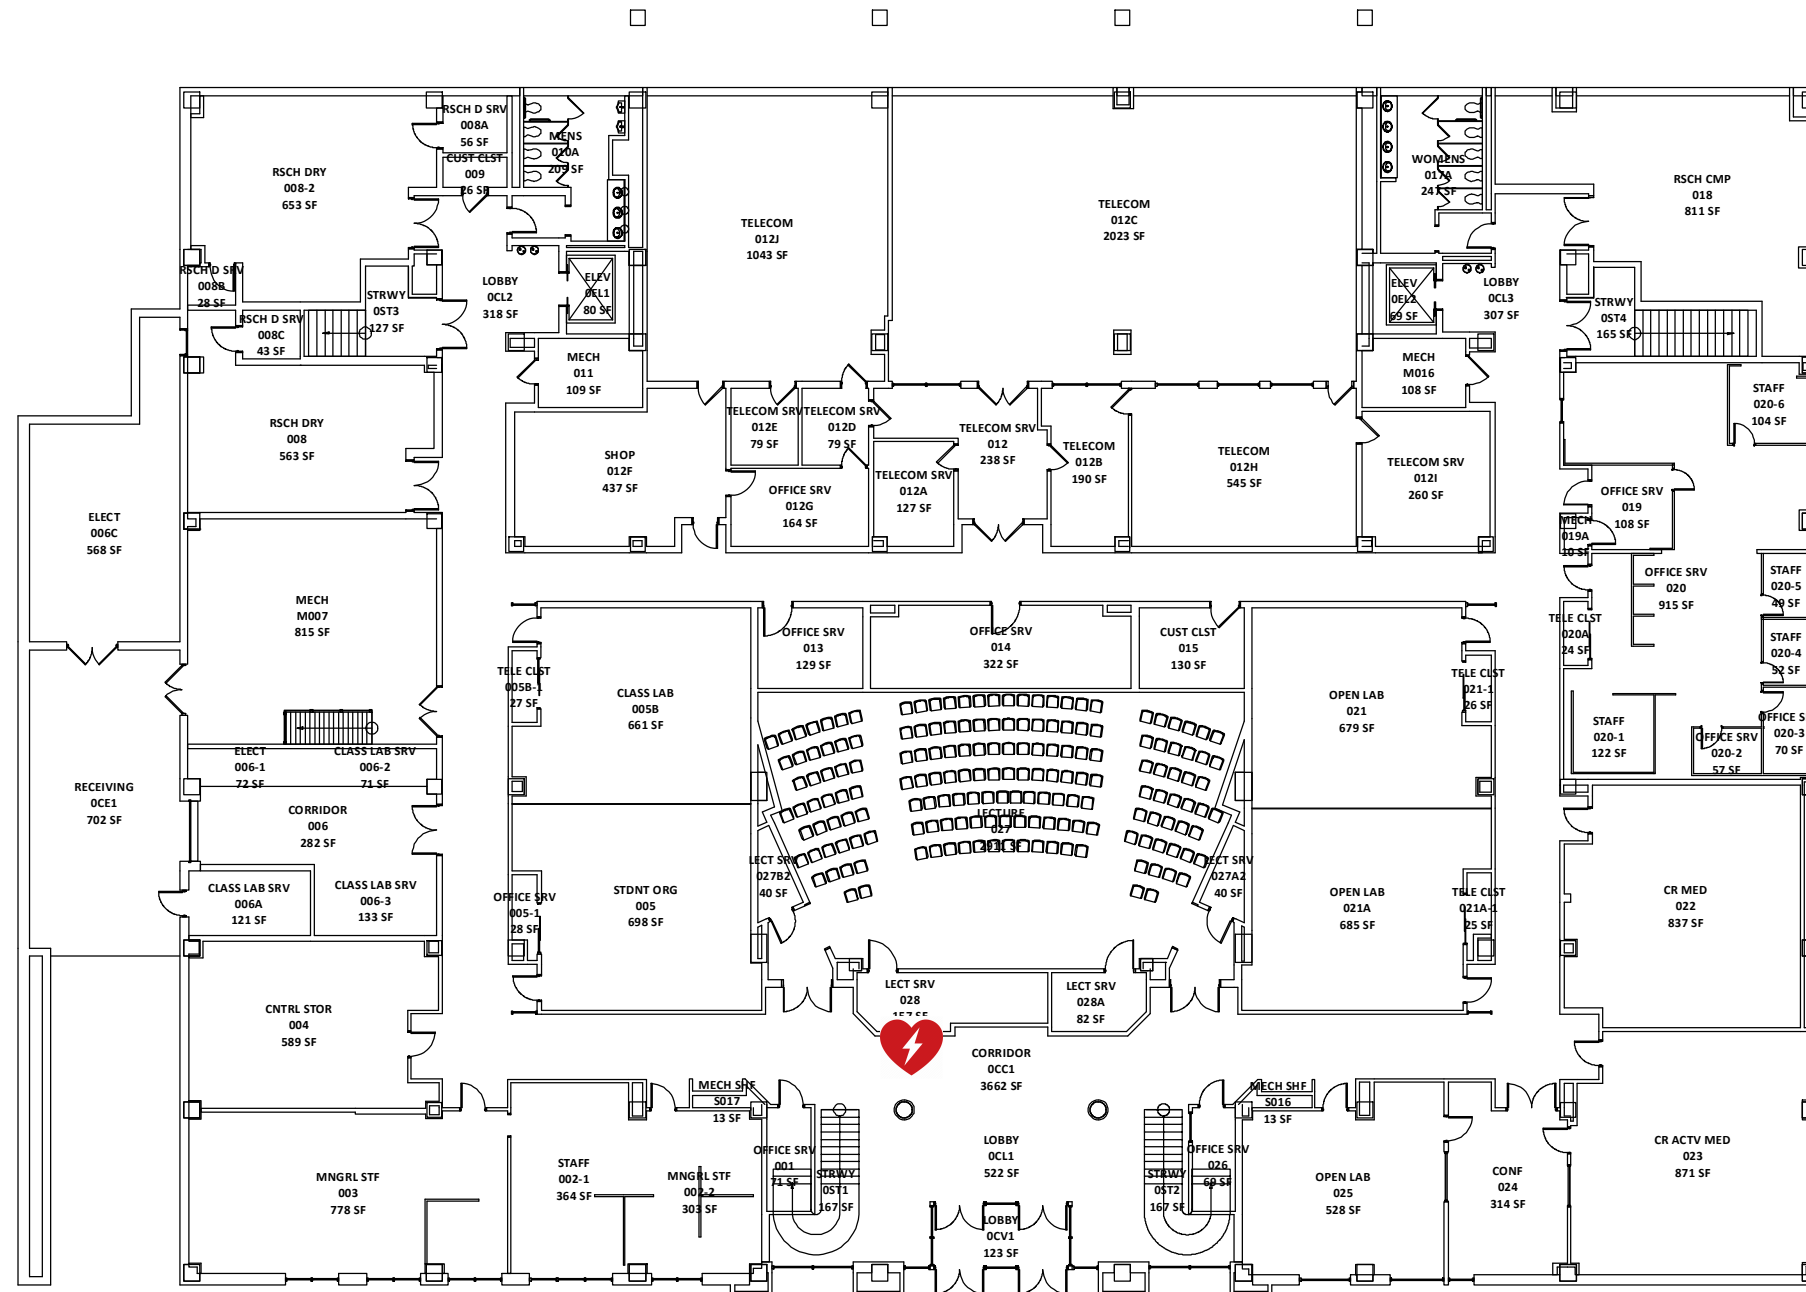 RSCH D SRV
008A
56 SF
CUST CLST
009
26 SF
MENS
010A
209 SF
RSCH DRY
008-2
653 SF
TELECOM
012J
1043 SF
TELECOM
012C
2023 SF
WOMENS
017A
247 SF
RSCH CMP
018
811 SF
RSCH D SRV
008B
28 SF
RSCH D SRV
008C
43 SF
STRWY
0ST3
127 SF
LOBBY
0CL2
318 SF
ELEV
0EL1
80 SF
ELEV
0EL2
69 SF
LOBBY
0CL3
307 SF
STRWY
0ST4
165 SF
MECH
011
109 SF
MECH
M016
108 SF
STAFF
020-6
104 SF
RSCH DRY
008
563 SF
SHOP
012F
437 SF
TELECOM SRV
012E
79 SF
TELECOM SRV
012D
79 SF
OFFICE SRV
012G
164 SF
TELECOM SRV
012A
127 SF
TELECOM SRV
012
238 SF
TELECOM
012B
190 SF
TELECOM
012H
545 SF
TELECOM SRV
012I
260 SF
OFFICE SRV
019
108 SF
MECH
019A
10 SF
ELECT
006C
568 SF
MECH
M007
815 SF
OFFICE SRV
013
129 SF
OFFICE SRV
014
322 SF
CUST CLST
015
130 SF
OFFICE SRV
020
915 SF
STAFF
020-5
49 SF
TELE CLST
020A
24 SF
STAFF
020-4
52 SF
TELE CLST
005B-1
27 SF
CLASS LAB
005B
661 SF
OPEN LAB
021
679 SF
TELE CLST
021-1
26 SF
STAFF
020-1
122 SF
OFFICE SRV
020-2
57 SF
OFFICE S
020-3
70 SF
ELECT
006-1
72 SF
CLASS LAB SRV
006-2
71 SF
RECEIVING
0CE1
702 SF
CORRIDOR
006
282 SF
LECTURE
027
2911 SF
LECT SRV
027B2
40 SF
LECT SRV
027A2
40 SF
CLASS LAB SRV
006A
121 SF
CLASS LAB SRV
006-3
133 SF
OFFICE SRV
005-1
28 SF
STDNT ORG
005
698 SF
OPEN LAB
021A
685 SF
TELE CLST
021A-1
25 SF
CR MED
022
837 SF
CNTRL STOR
004
589 SF
LECT SRV
028
157 SF
LECT SRV
028A
82 SF
CORRIDOR
0CC1
3662 SF
MECH SHF
S017
13 SF
MECH SHF
S016
13 SF
MNGRL STF
003
778 SF
STAFF
002-1
364 SF
MNGRL STF
002-2
303 SF
OFFICE SRV
001
71 SF
STRWY
0ST1
167 SF
LOBBY
0CL1
522 SF
LOBBY
0CV1
123 SF
STRWY
0ST2
167 SF
OFFICE SRV
026
69 SF
OPEN LAB
025
528 SF
CONF
024
314 SF
CR ACTV MED
023
871 SF